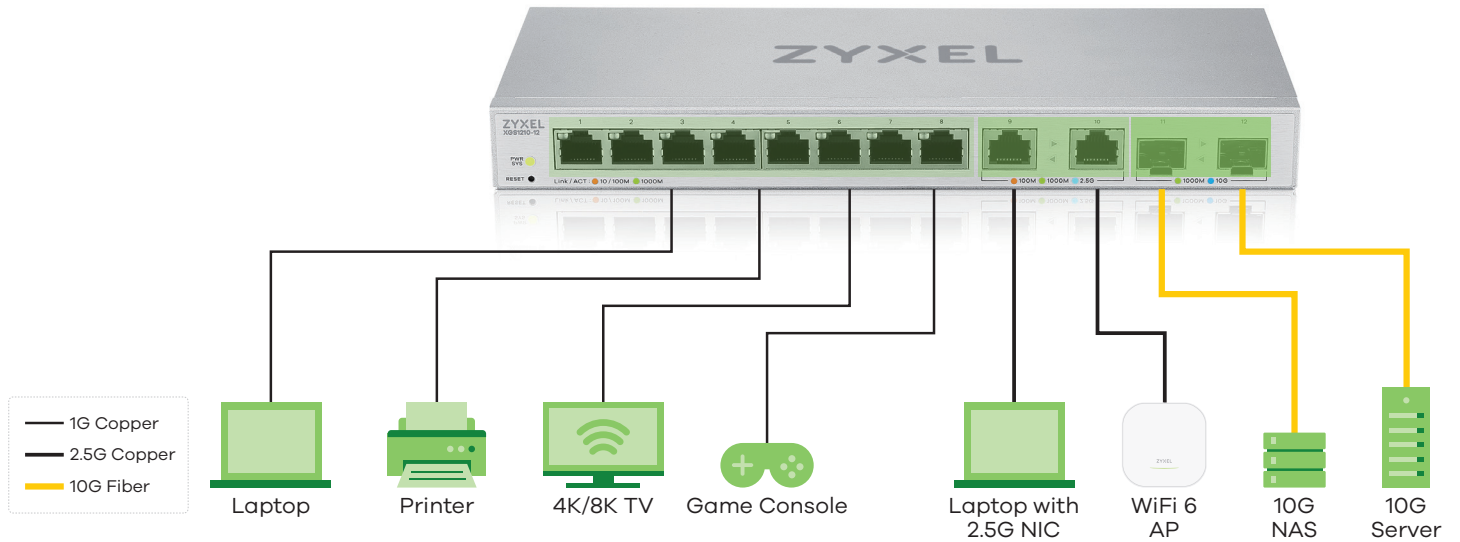 ZYXEL
ZYXEL
XGS1210-12
1 2 3 4 5 6 7 8 9 10 11 12
PWR
SYS
RESET
Link / ACT : 10 / 100M 1000M
100M 1000M 2.5G
1000M 10G
1G Copper
2.5G Copper
10G Fiber
Laptop
Printer
4K/8K TV
Game Console
Laptop with
2.5G NIC
ZYXEL
WiFi 6
AP
10G
NAS
10G
Server